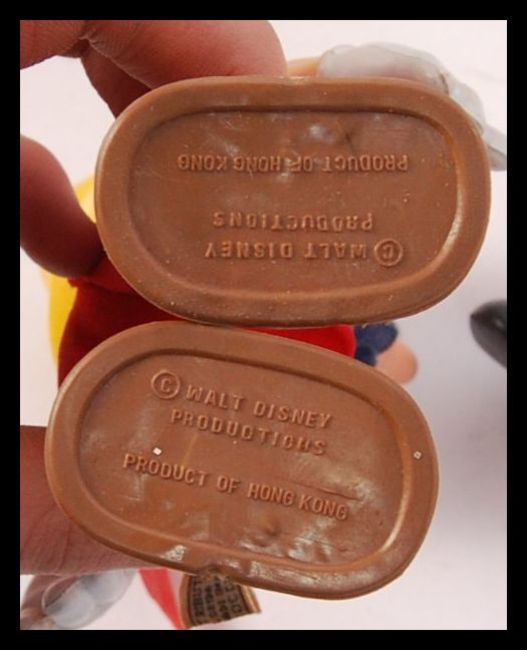 PRODUCT OF HONG KONG
PRODUCTIONS
© WALT DISNEY
© WALT DISNEY
PRODUCTIONS
PRODUCT OF HONG KONG